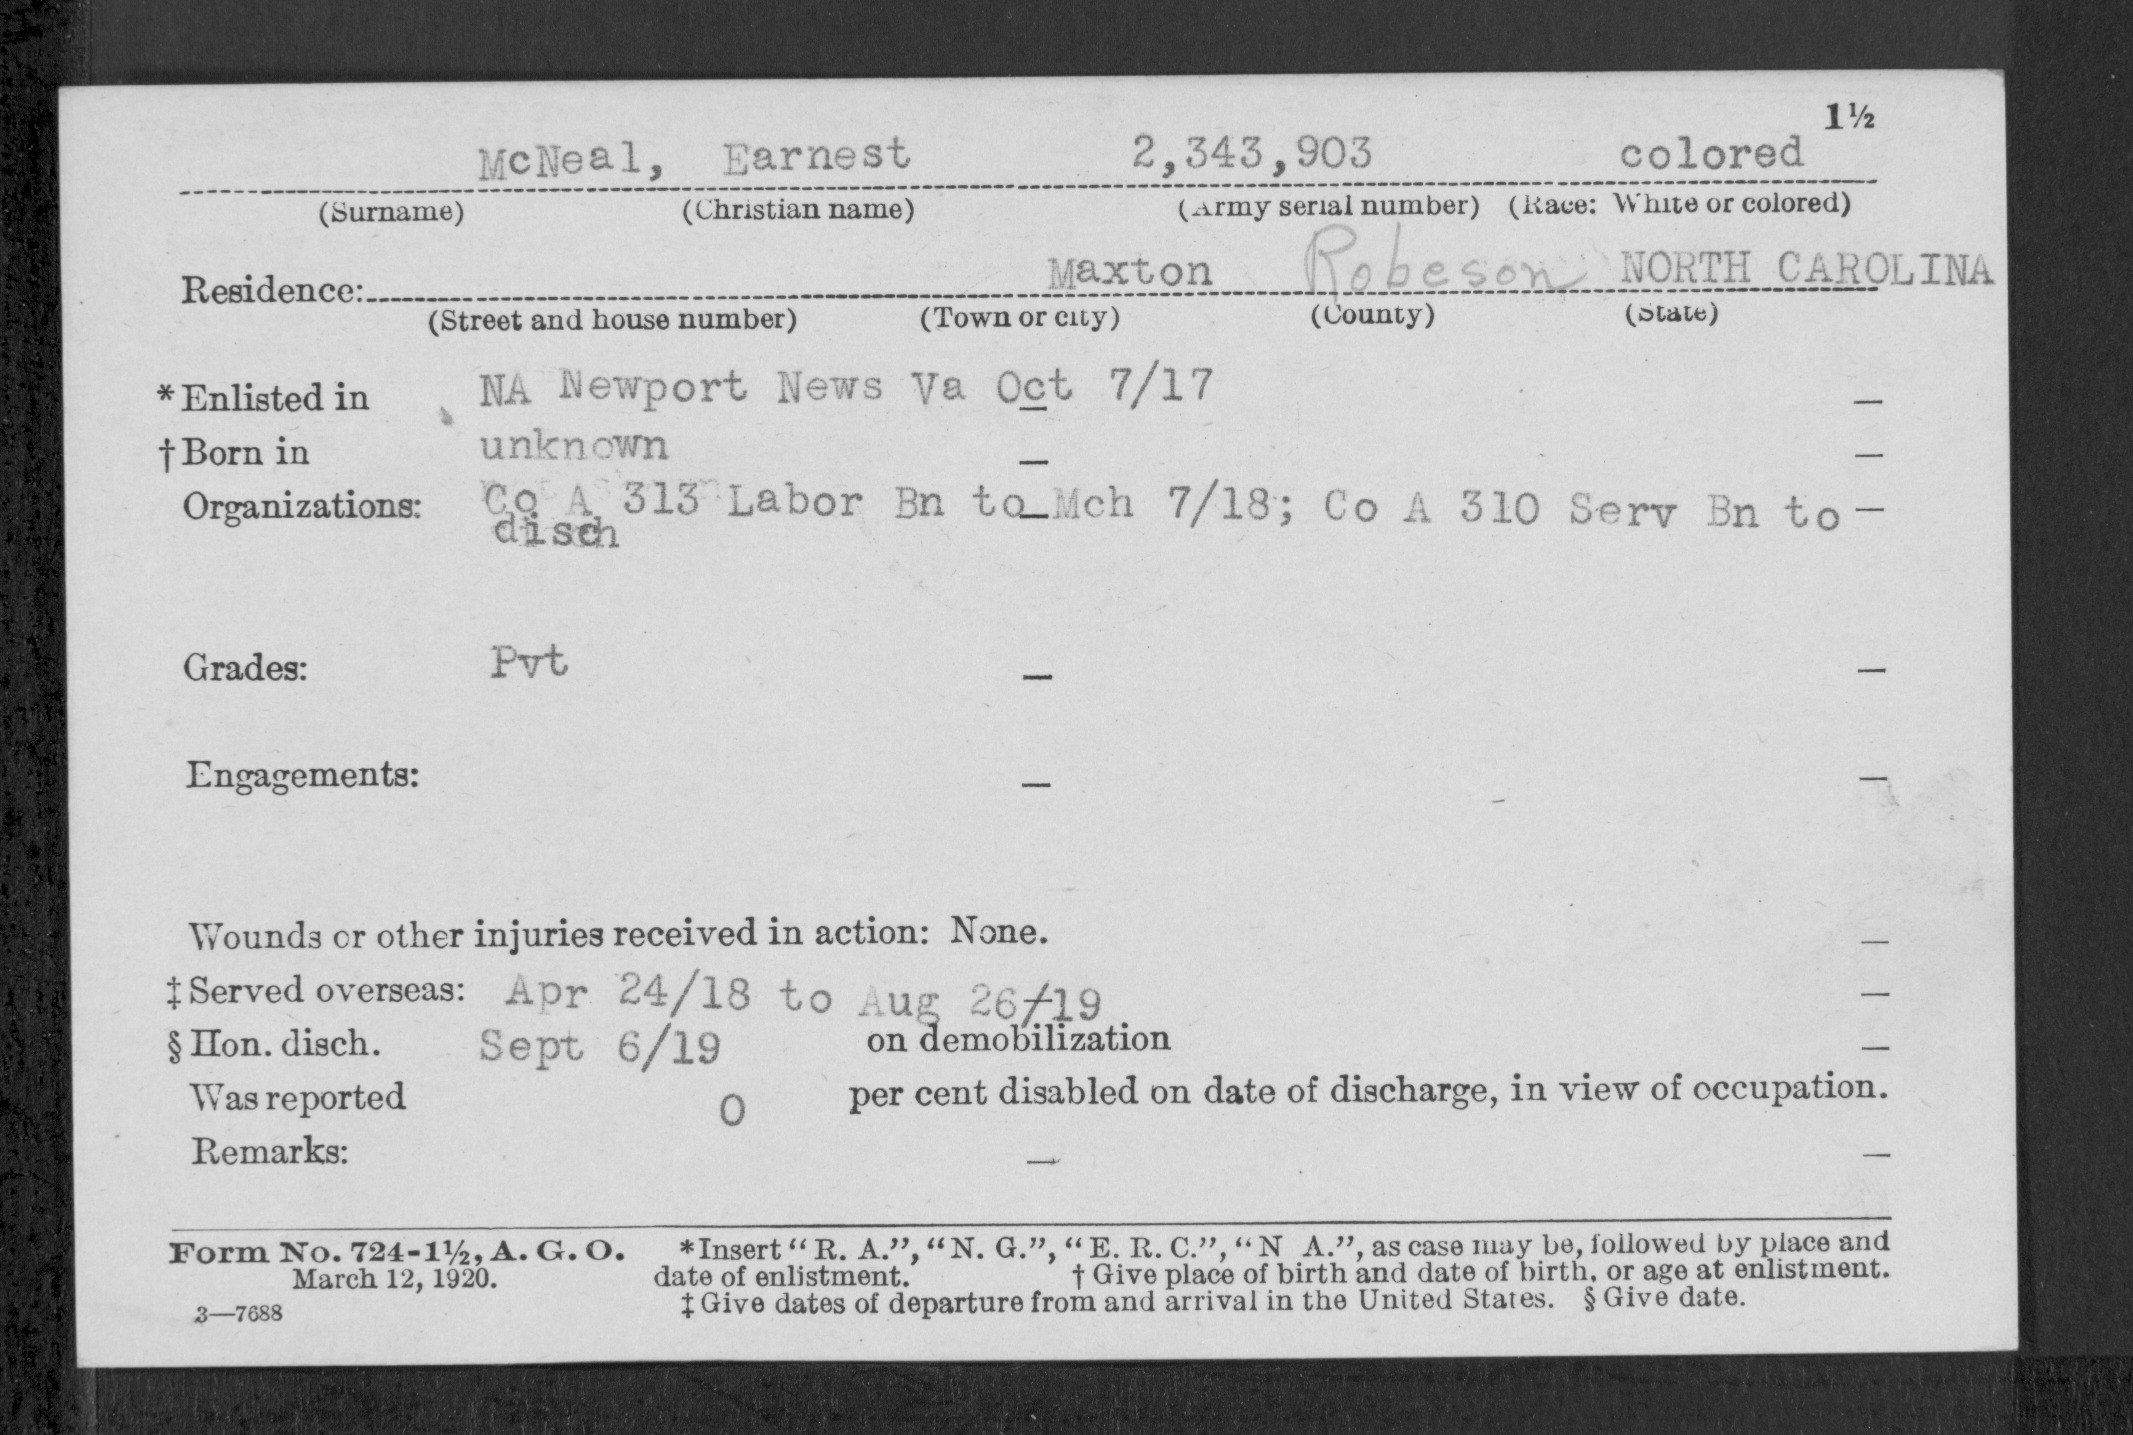 1½
McNeal, Earnest 2,343,903 colored
(Surname) (Christian name) (Army serial number) (Race: White or colored)
Residence: Maxton Robeson NORTH CAROLINA
(Street and house number) (Town or city) (County) (State)
*Enlisted in NA Newport News Va Oct 7/17
†Born in unknown
Organizations: Co A 313 Labor Bn to Mch 7/18; Co A 310 Serv Bn to
disch
Grades: Pvt
Engagements:
Wounds or other injuries received in action: None.
‡Served overseas: Apr 24/18 to Aug 26/19
§Hon. disch. Sept 6/19 on demobilization
Was reported 0 per cent disabled on date of discharge, in view of occupation.
Remarks:
Form No. 724-1½, A. G. O. *Insert "R. A.", "N. G.", "E. R. C.", "N A.", as case may be, followed by place and
March 12, 1920. date of enlistment. †Give place of birth and date of birth, or age at enlistment.
3—7688 ‡Give dates of departure from and arrival in the United States. §Give date.